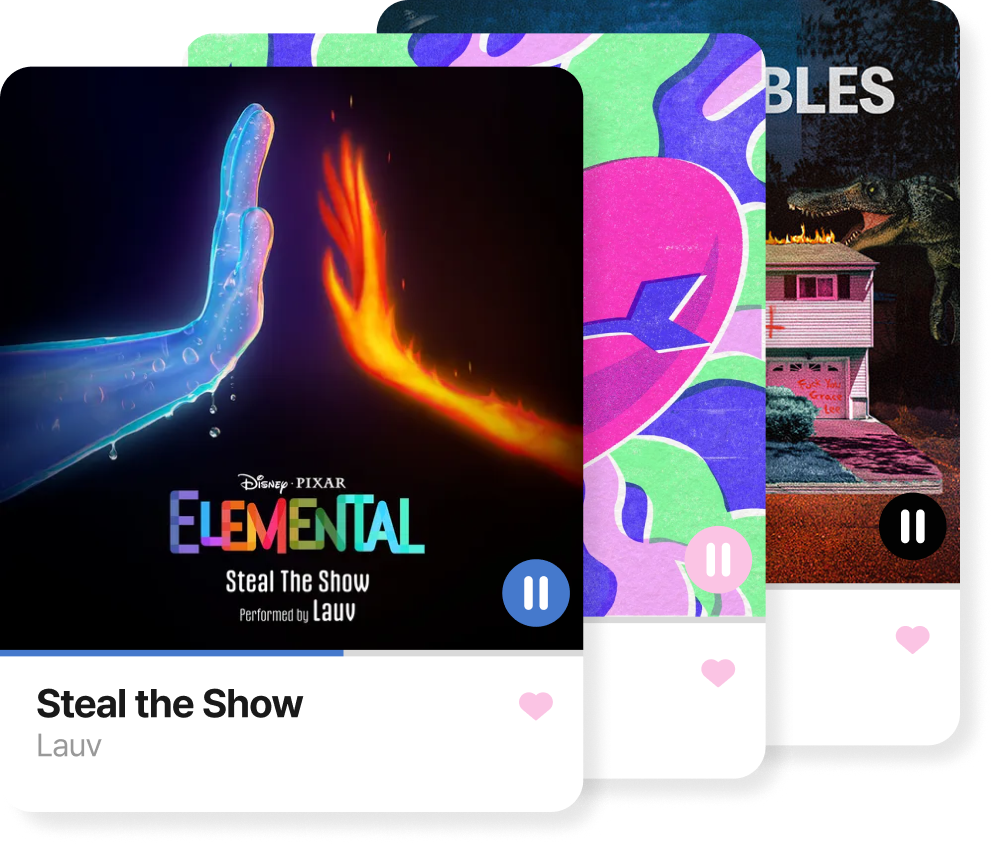 BLES
Fuck You
Grace
Lee
Disney · PIXAR
ELEMENTAL
Steal The Show
Performed by Lauv
Steal the Show
Lauv